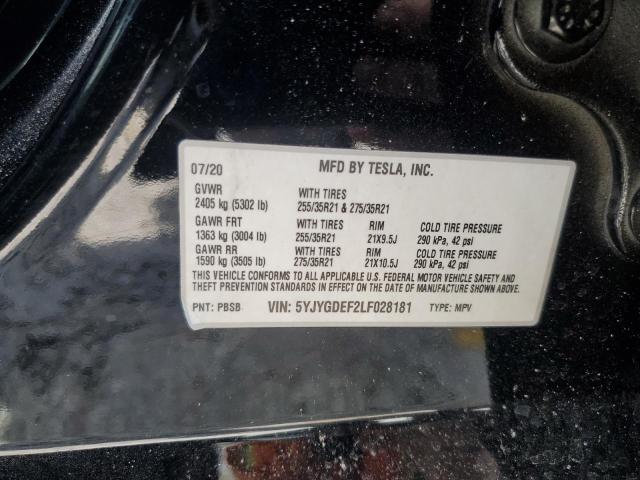 07/20 MFD BY TESLA, INC.
GVWR WITH TIRES
2405 kg (5302 lb) 255/35R21 & 275/35R21
GAWR FRT WITH TIRES RIM COLD TIRE PRESSURE
1363 kg (3004 lb) 255/35R21 21X9.5J 290 kPa, 42 psi
GAWR RR WITH TIRES RIM COLD TIRE PRESSURE
1590 kg (3505 lb) 275/35R21 21X10.5J 290 kPa, 42 psi
THIS VEHICLE CONFORMS TO ALL APPLICABLE U.S. FEDERAL MOTOR VEHICLE SAFETY AND
THEFT PREVENTION STANDARDS IN EFFECT ON THE DATE OF MANUFACTURE SHOWN ABOVE.
PNT: PBSB VIN: 5YJYGDEF2LF028181 TYPE: MPV